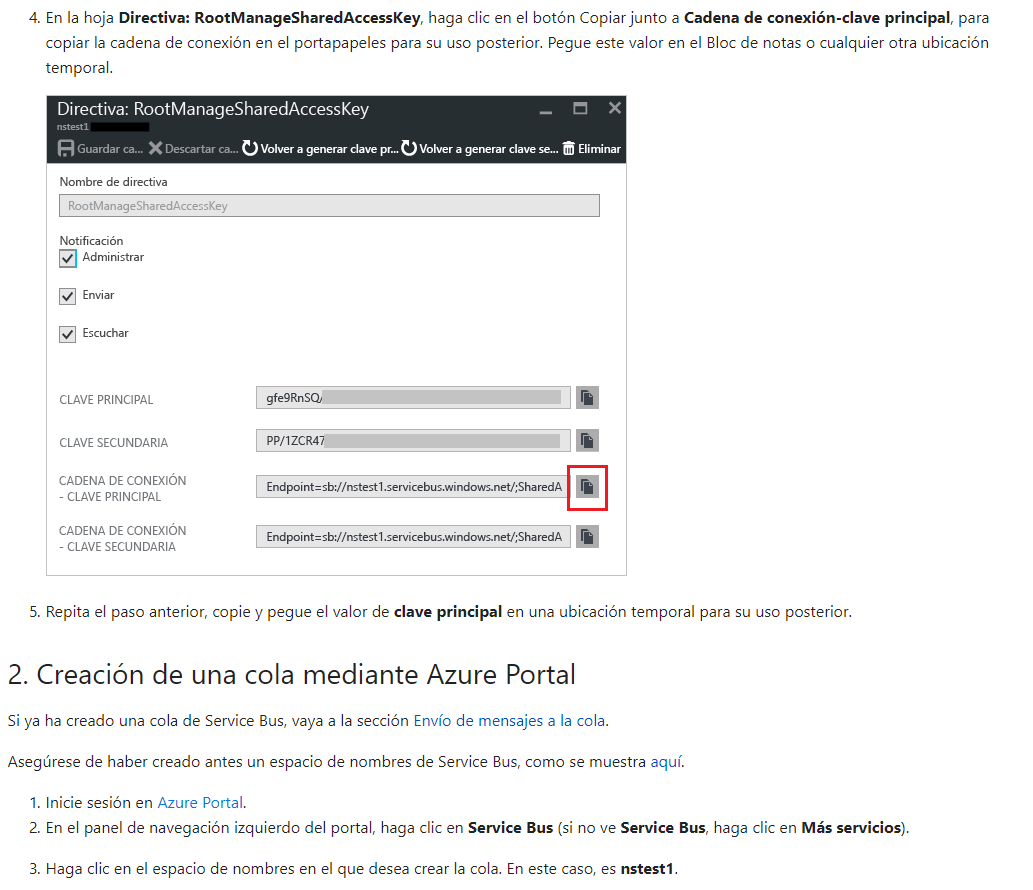 4. En la hoja Directiva: RootManageSharedAccessKey, haga clic en el botón Copiar junto a Cadena de conexión-clave principal, para
copiar la cadena de conexión en el portapapeles para su uso posterior. Pegue este valor en el Bloc de notas o cualquier otra ubicación
temporal.
Directiva: RootManageSharedAccessKey
nstest1
Guardar ca... Descartar ca... Volver a generar clave pr... Volver a generar clave se... Eliminar
Nombre de directiva
RootManageSharedAccessKey
Notificación
Administrar
Enviar
Escuchar
CLAVE PRINCIPAL gfe9RnSQ/
CLAVE SECUNDARIA PP/1ZCR47
CADENA DE CONEXIÓN
- CLAVE PRINCIPAL
Endpoint=sb://nstest1.servicebus.windows.net/;SharedA
CADENA DE CONEXIÓN
- CLAVE SECUNDARIA
Endpoint=sb://nstest1.servicebus.windows.net/;SharedA
5. Repita el paso anterior, copie y pegue el valor de clave principal en una ubicación temporal para su uso posterior.
2. Creación de una cola mediante Azure Portal
Si ya ha creado una cola de Service Bus, vaya a la sección Envío de mensajes a la cola.
Asegúrese de haber creado antes un espacio de nombres de Service Bus, como se muestra aquí.
1. Inicie sesión en Azure Portal.
2. En el panel de navegación izquierdo del portal, haga clic en Service Bus (si no ve Service Bus, haga clic en Más servicios).
3. Haga clic en el espacio de nombres en el que desea crear la cola. En este caso, es nstest1.